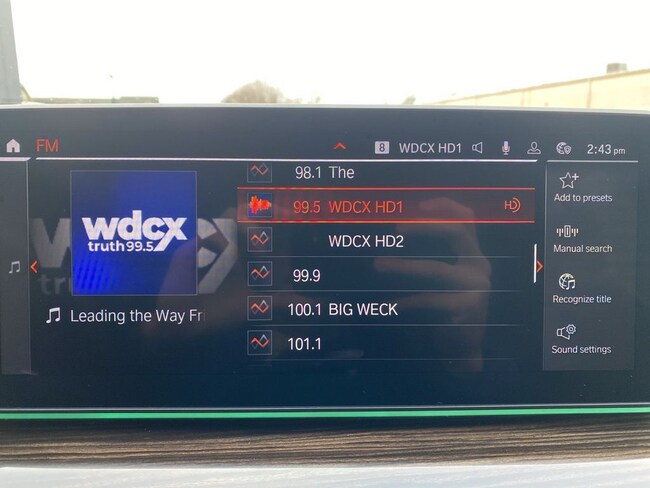 FM
8 WDCX HD1
2:43 pm
wdcx
truth 99.5
Leading the Way Fri
98.1 The
99.5 WDCX HD1
WDCX HD2
99.9
100.1 BIG WECK
101.1
Add to presets
Manual search
Recognize title
Sound settings